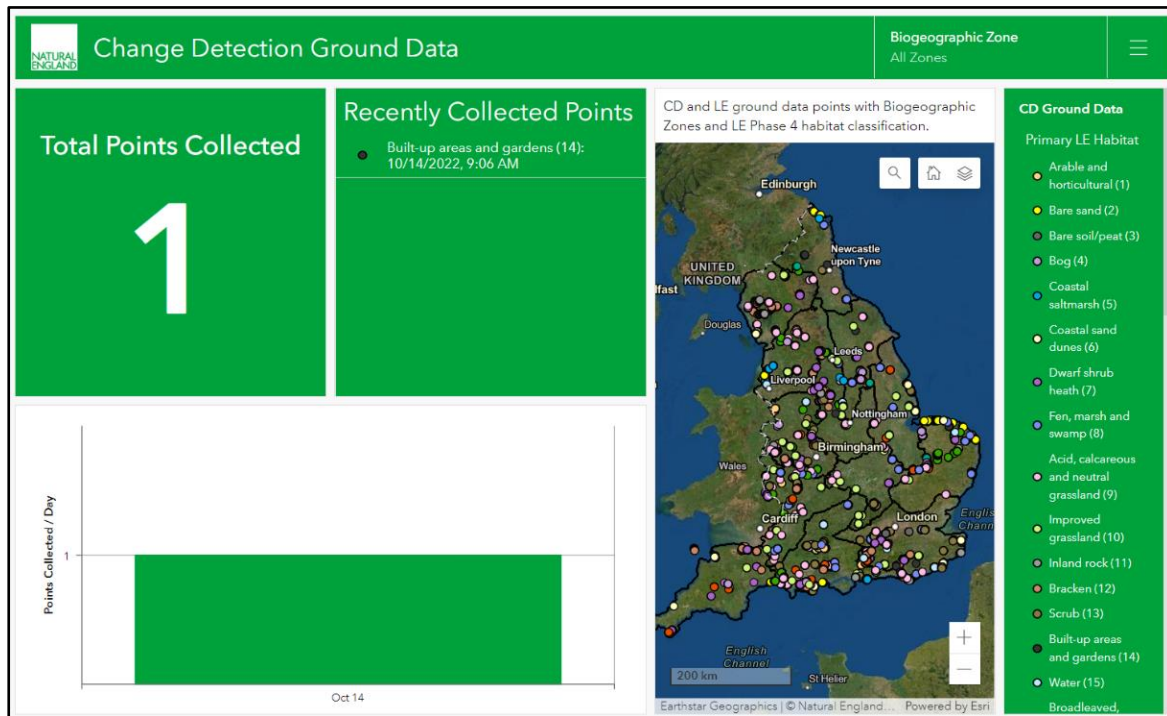 NATURAL
ENGLAND
Change Detection Ground Data
Biogeographic Zone
All Zones
Total Points Collected
1
Recently Collected Points
Built-up areas and gardens (14):
10/14/2022, 9:06 AM
Points Collected / Day
1
Oct 14
CD and LE ground data points with Biogeographic
Zones and LE Phase 4 habitat classification.
Edinburgh
Newcastle
upon Tyne
UNITED
KINGDOM
fast
Douglas
Leeds
Liverpool
Nottingham
Birmingham
Wales
Cardiff
London
Englis
Chann
English
Channel
St Helier
200 km
+
−
Earthstar Geographics | © Natural England... Powered by Esri
CD Ground Data
Primary LE Habitat
Arable and
horticultural (1)
Bare sand (2)
Bare soil/peat (3)
Bog (4)
Coastal
saltmarsh (5)
Coastal sand
dunes (6)
Dwarf shrub
heath (7)
Fen, marsh and
swamp (8)
Acid, calcareous
and neutral
grassland (9)
Improved
grassland (10)
Inland rock (11)
Bracken (12)
Scrub (13)
Built-up areas
and gardens (14)
Water (15)
Broadleaved,